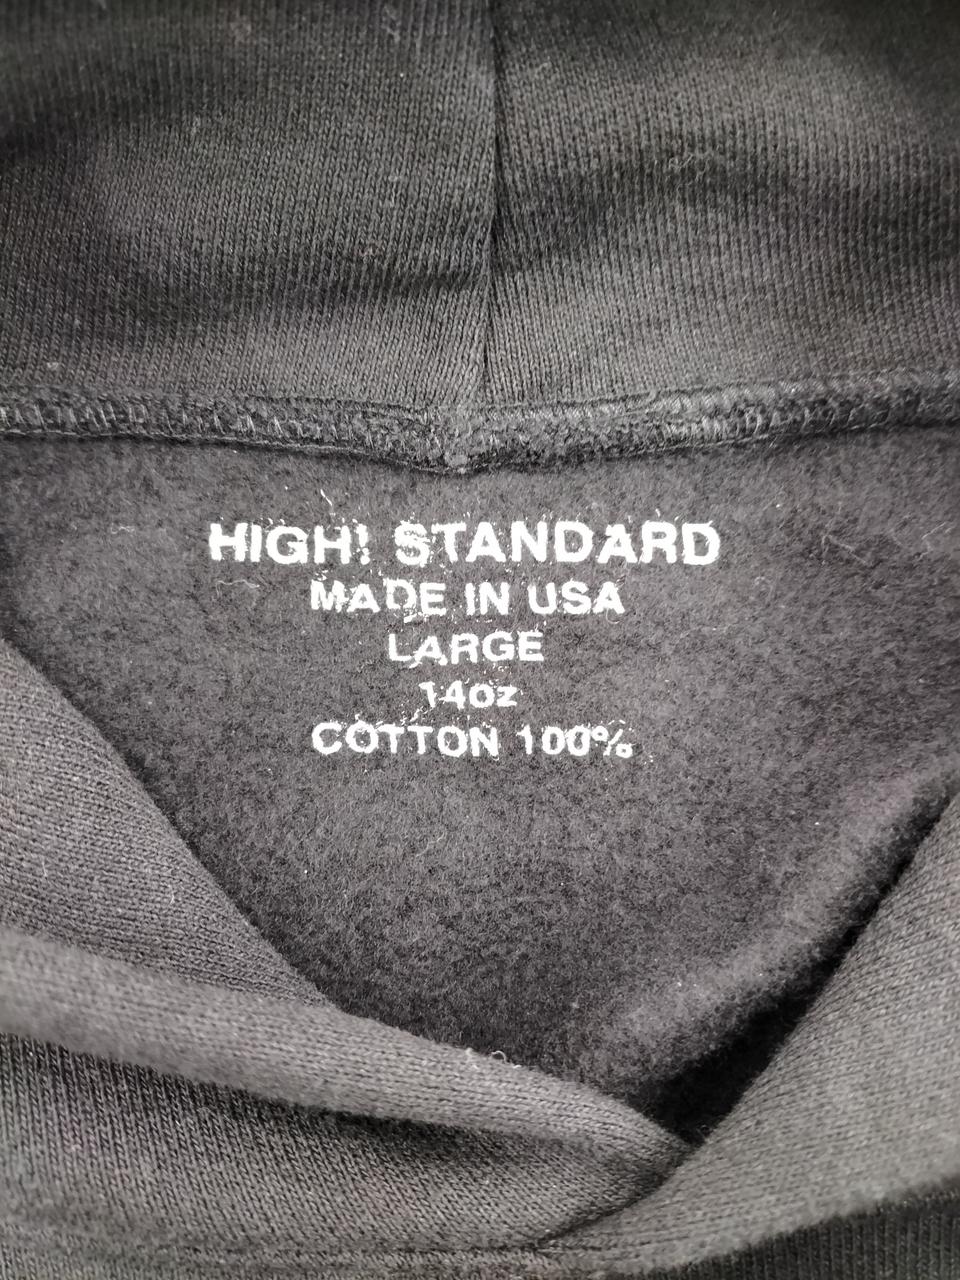 HIGH! STANDARD
MADE IN USA
LARGE
14oz
COTTON 100%